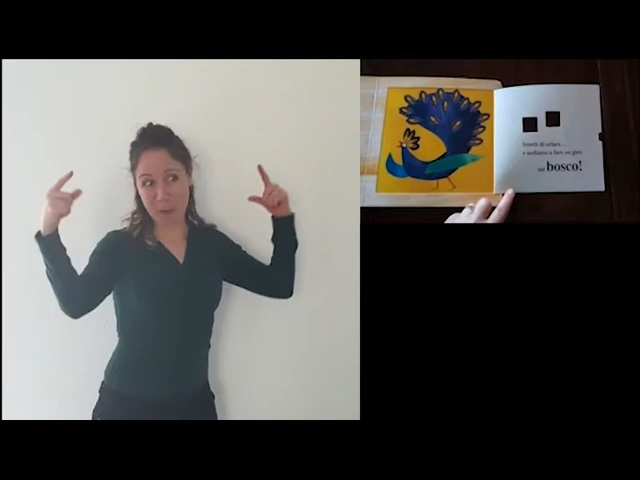 Smetti di urlare...
e andiamo a fare un giro
nel bosco!